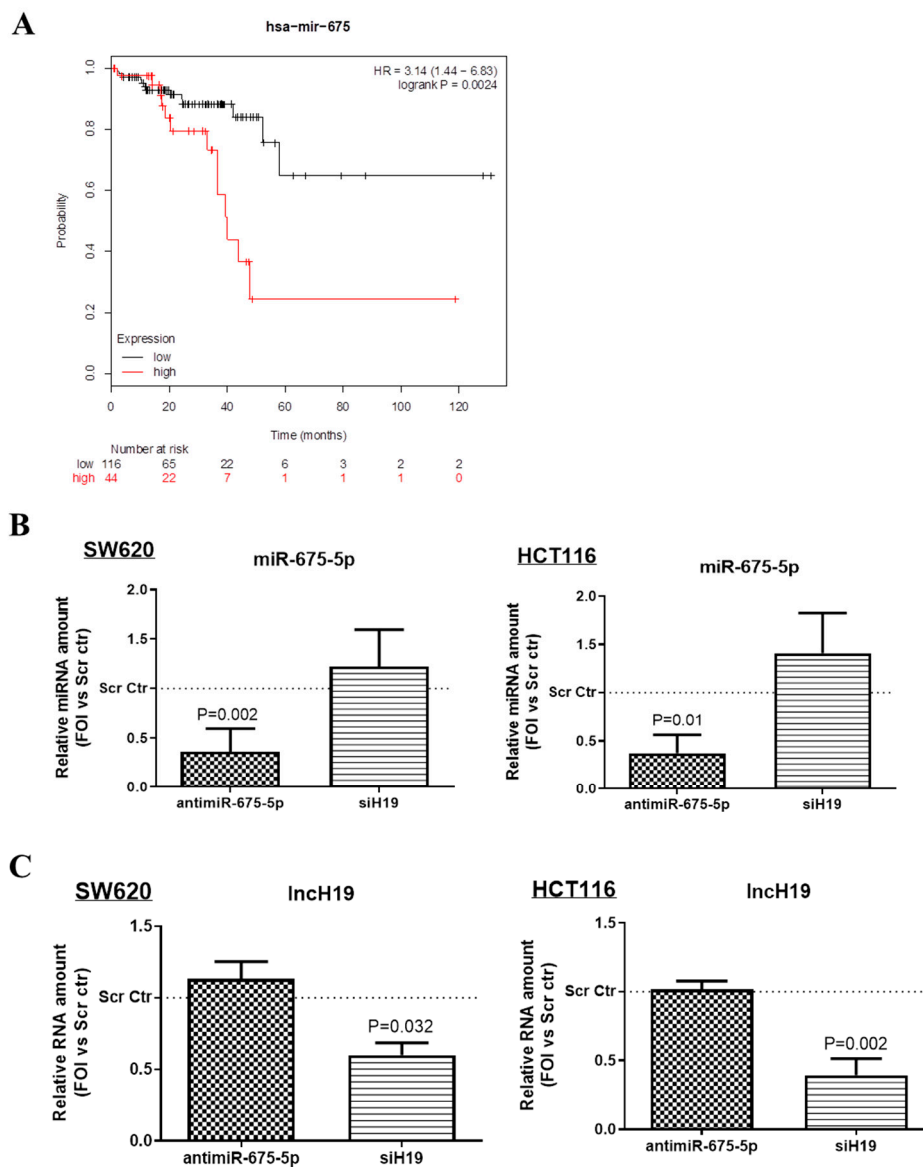 A
hsa−mir−675
HR = 3.14 (1.44 − 6.83)
logrank P = 0.0024
Probability
1.0
0.8
0.6
0.4
0.2
0.0
Expression
low
high
0 20 40 60 80 100 120
Time (months)
Number at risk
low 116 65 22 6 3 2 2
high 44 22 7 1 1 1 0
B
SW620
miR-675-5p
Relative miRNA amount
(FOI vs Scr ctr)
2.0
1.5
Scr Ctr
0.5
0.0
P=0.002
antimiR-675-5p siH19
HCT116
miR-675-5p
Relative miRNA amount
(FOI vs Scr ctr)
2.0
1.5
Scr Ctr
0.5
0.0
P=0.01
antimiR-675-5p siH19
C
SW620
lncH19
Relative RNA amount
(FOI vs Scr ctr)
1.5
Scr Ctr
0.5
0.0
P=0.032
antimiR-675-5p siH19
HCT116
lncH19
Relative RNA amount
(FOI vs Scr ctr)
1.5
Scr Ctr
0.5
0.0
P=0.002
antimiR-675-5p siH19